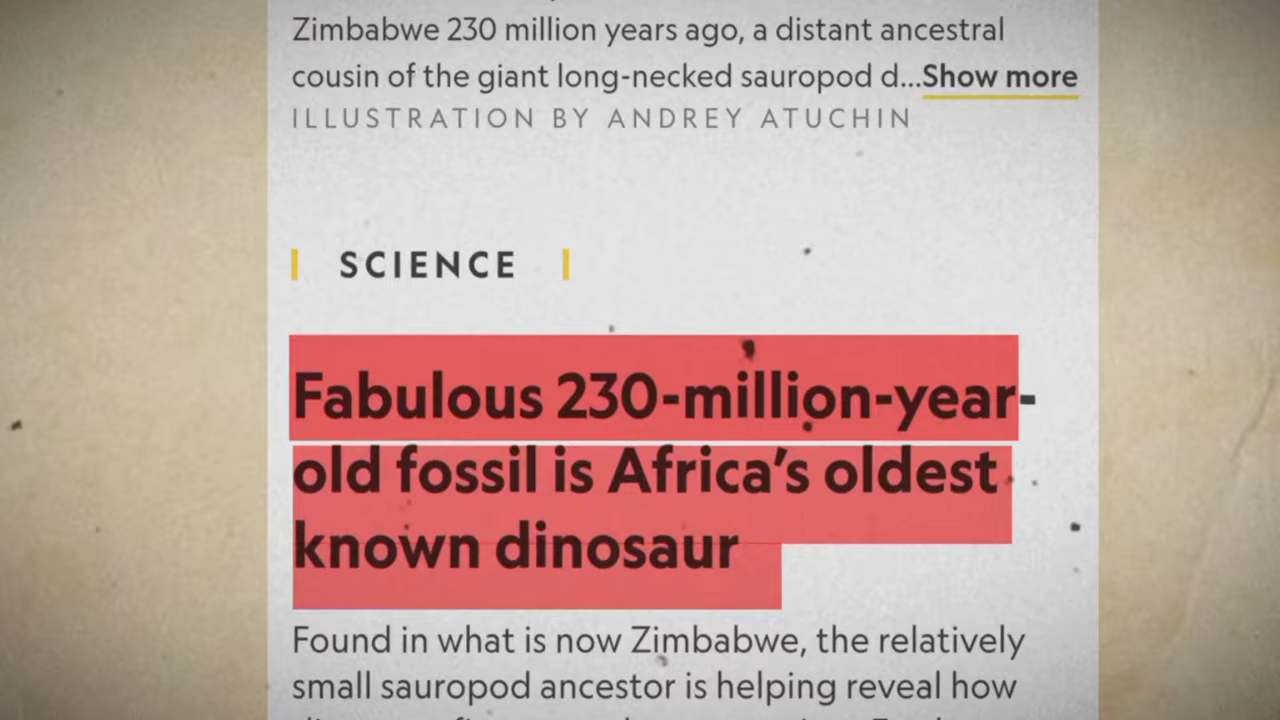 Zimbabwe 230 million years ago, a distant ancestral
cousin of the giant long-necked sauropod d...Show more
ILLUSTRATION BY ANDREY ATUCHIN
SCIENCE
Fabulous 230-million-year-
old fossil is Africa's oldest
known dinosaur
Found in what is now Zimbabwe, the relatively
small sauropod ancestor is helping reveal how